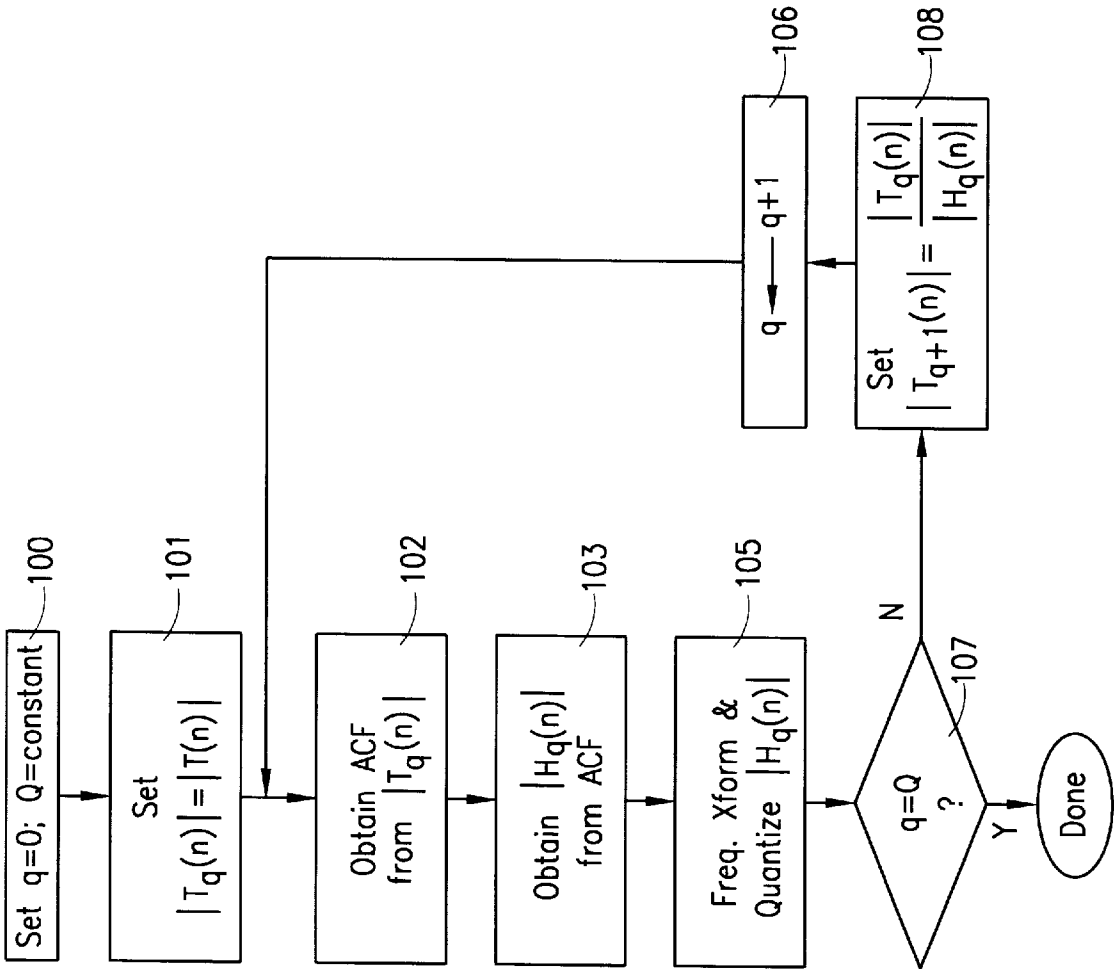 Set q=0; Q=constant
100
Set
|Tq(n)|=|T(n)|
101
Obtain ACF
from |Tq(n)|
102
Obtain |Hq(n)|
from ACF
103
Freq. Xform &
Quantize |Hq(n)|
105
q=Q
?
107
N
Y
Done
Set
|Tq+1(n)|= |Tq(n)|
|Hq(n)|
108
q q+1
106